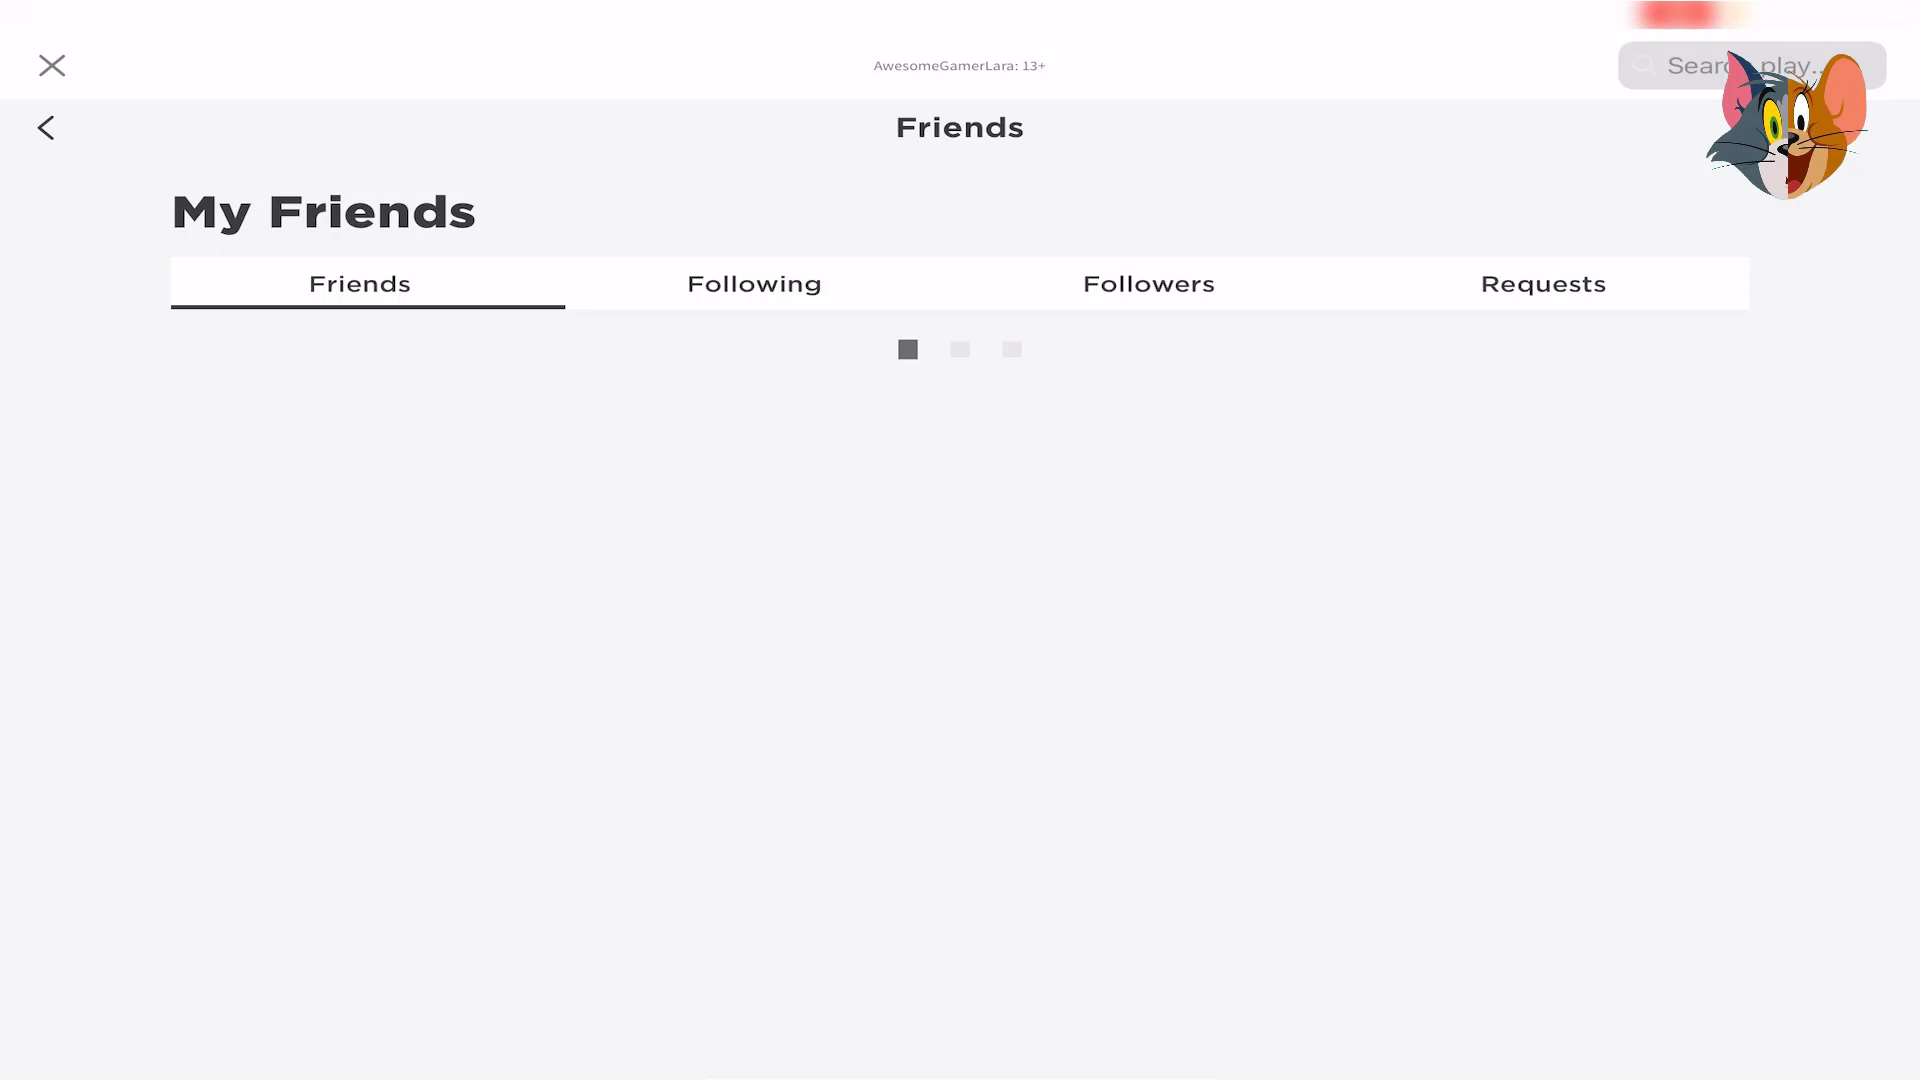 AwesomeGamerLara: 13+
Friends
My Friends
Friends
Following
Followers
Requests